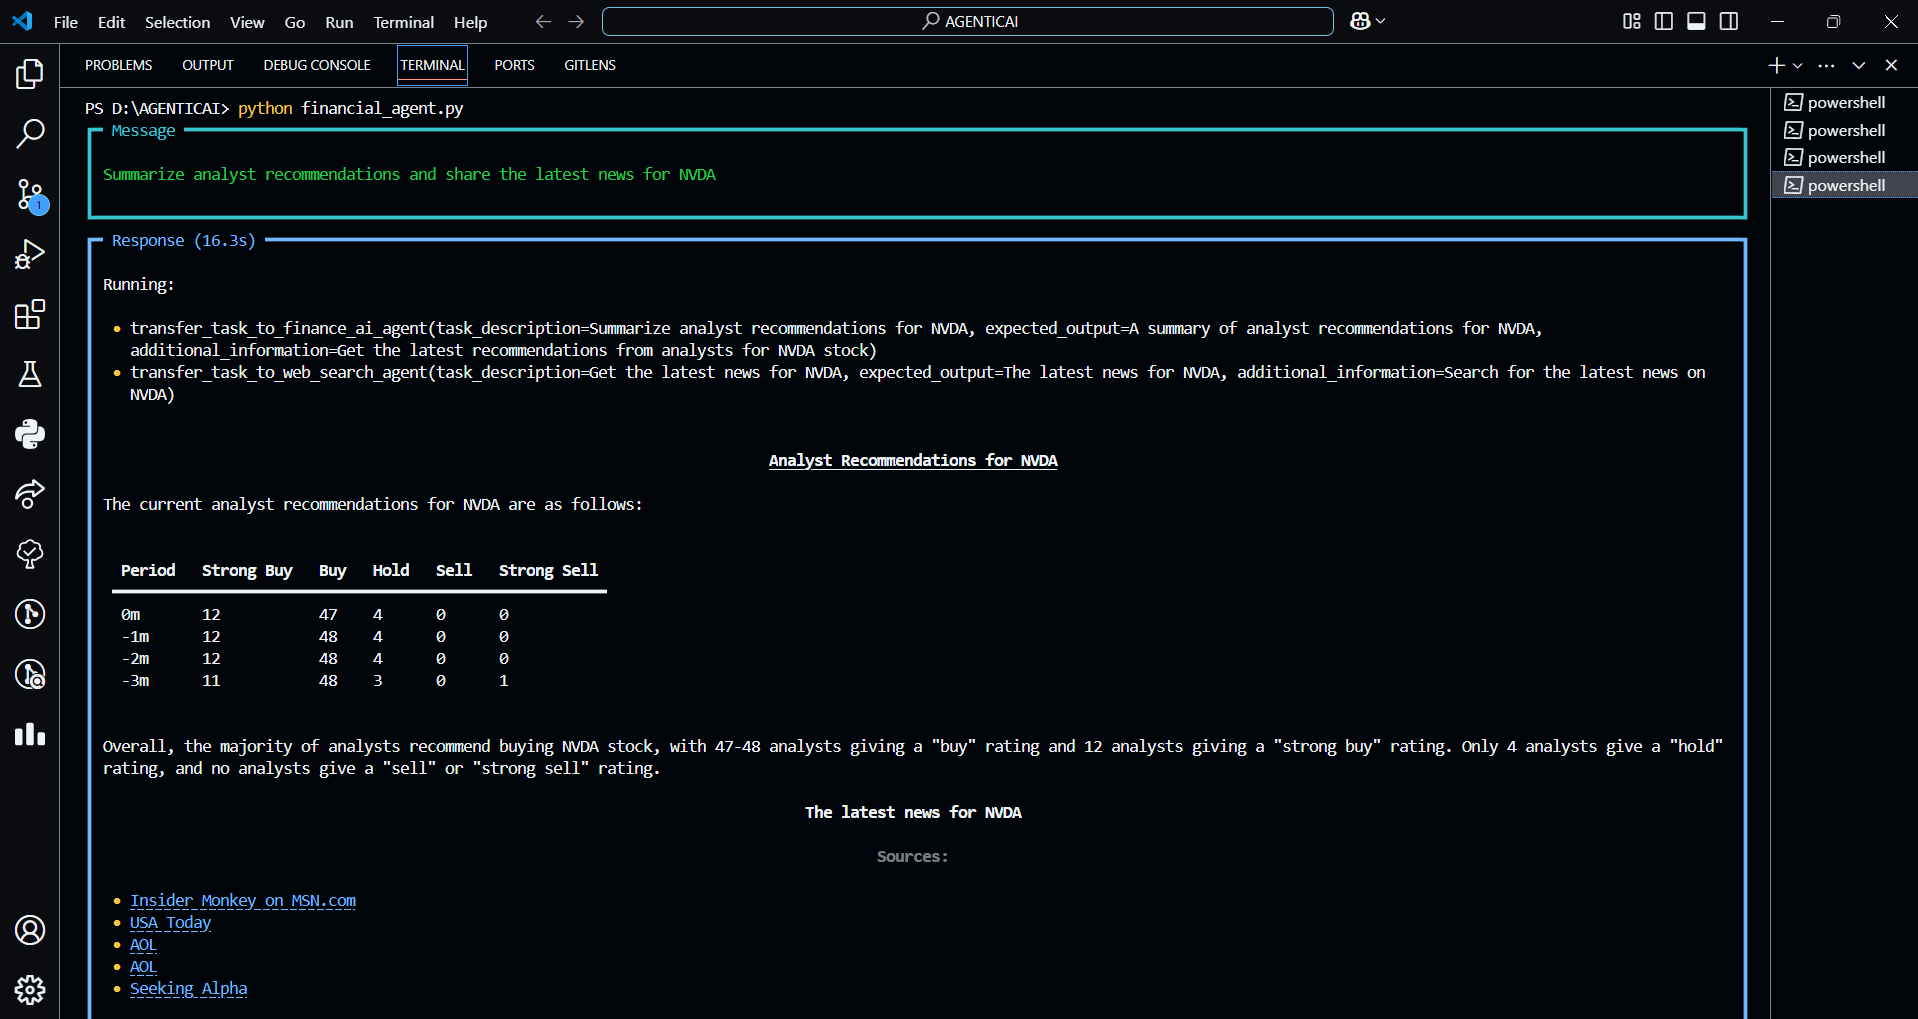 File Edit Selection View Go Run Terminal Help AGENTICAI
PROBLEMS OUTPUT DEBUG CONSOLE TERMINAL PORTS GITLENS
PS D:\AGENTICAI> python financial_agent.py
Message
Summarize analyst recommendations and share the latest news for NVDA
Response (16.3s)
Running:
• transfer_task_to_finance_ai_agent(task_description=Summarize analyst recommendations for NVDA, expected_output=A summary of analyst recommendations for NVDA,
additional_information=Get the latest recommendations from analysts for NVDA stock)
• transfer_task_to_web_search_agent(task_description=Get the latest news for NVDA, expected_output=The latest news for NVDA, additional_information=Search for the latest news on
NVDA)
Analyst Recommendations for NVDA
The current analyst recommendations for NVDA are as follows:
Period Strong Buy Buy Hold Sell Strong Sell
0m 12 47 4 0 0
-1m 12 48 4 0 0
-2m 12 48 4 0 0
-3m 11 48 3 0 1
Overall, the majority of analysts recommend buying NVDA stock, with 47-48 analysts giving a "buy" rating and 12 analysts giving a "strong buy" rating. Only 4 analysts give a "hold"
rating, and no analysts give a "sell" or "strong sell" rating.
The latest news for NVDA
Sources:
• Insider Monkey on MSN.com
• USA Today
• AOL
• AOL
• Seeking Alpha
powershell
powershell
powershell
powershell
1